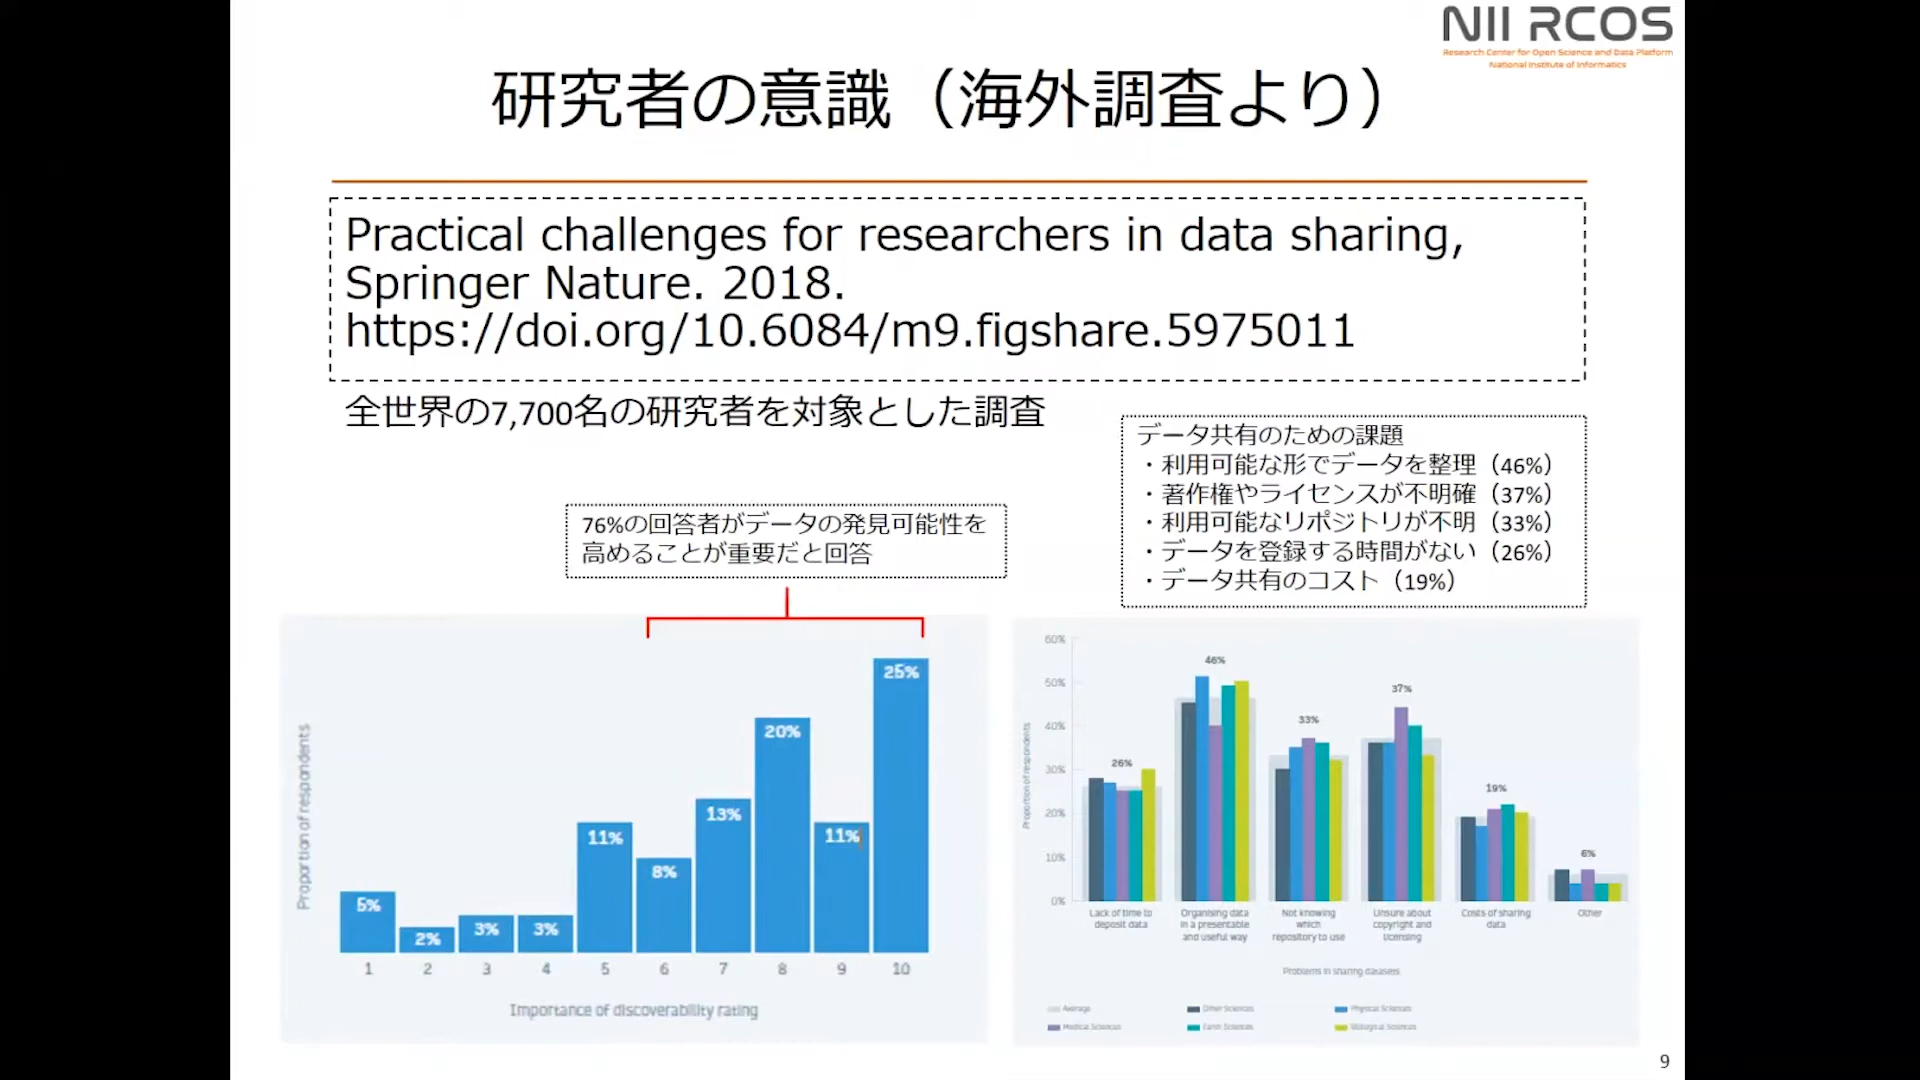 NII RCOS
Research Center for Open Science and Data Platform
National Institute of Informatics
研究者の意識（海外調査より）
Practical challenges for researchers in data sharing,
Springer Nature. 2018.
https://doi.org/10.6084/m9.figshare.5975011
全世界の7,700名の研究者を対象とした調査
データ共有のための課題
・利用可能な形でデータを整理（46%）
・著作権やライセンスが不明確（37%）
・利用可能なリポジトリが不明（33%）
・データを登録する時間がない（26%）
・データ共有のコスト（19%）
76%の回答者がデータの発見可能性を
高めることが重要だと回答
Proportion of respondents
5%
2%
3%
3%
11%
8%
13%
20%
11%
25%
1 2 3 4 5 6 7 8 9 10
Importance of discoverability rating
Proportion of respondents
60%
50%
40%
30%
20%
10%
0%
26%
46%
33%
37%
19%
6%
Lack of time to
deposit data
Organising data
in a presentable
and useful way
Not knowing
which
repository to use
Unsure about
copyright and
licensing
Costs of sharing
data
Other
Problems in sharing datasets
Average
Other Sciences
Physical Sciences
Medical Sciences
Earth Sciences
Biological Sciences
9